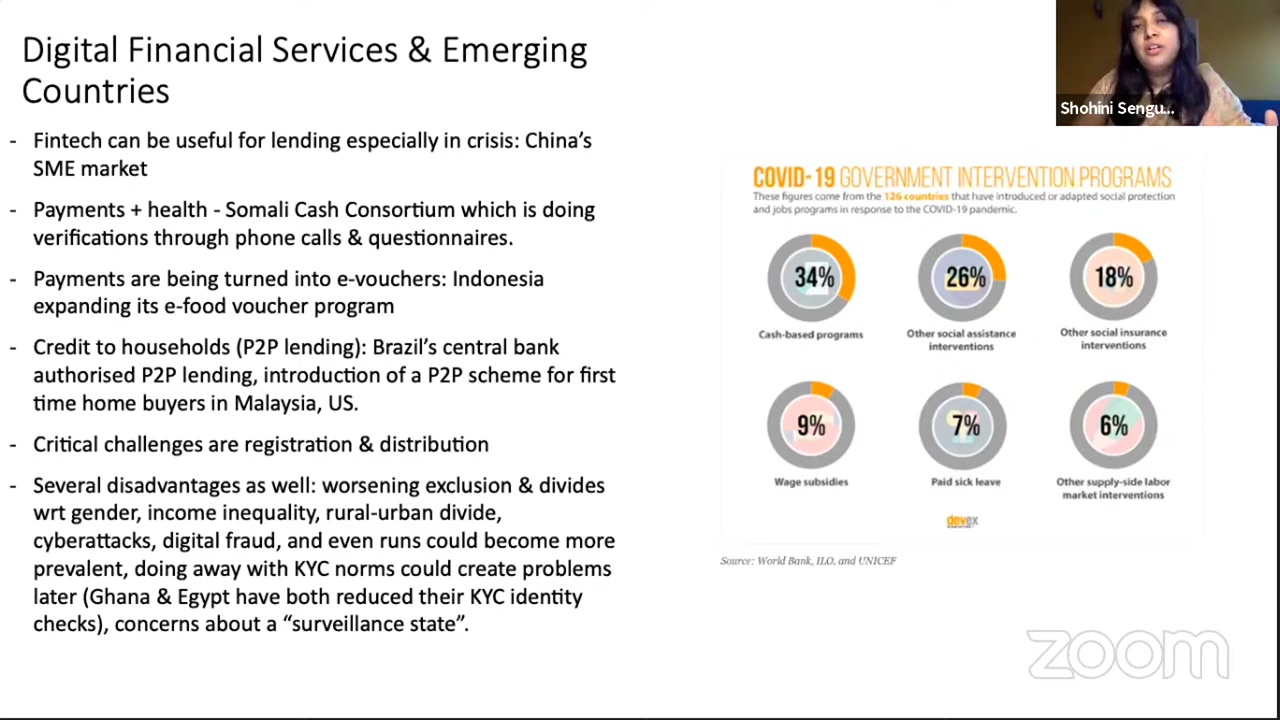 Digital Financial Services & Emerging
Countries
- Fintech can be useful for lending especially in crisis: China's
SME market
- Payments + health - Somali Cash Consortium which is doing
verifications through phone calls & questionnaires.
- Payments are being turned into e-vouchers: Indonesia
expanding its e-food voucher program
- Credit to households (P2P lending): Brazil's central bank
authorised P2P lending, introduction of a P2P scheme for first
time home buyers in Malaysia, US.
- Critical challenges are registration & distribution
- Several disadvantages as well: worsening exclusion & divides
wrt gender, income inequality, rural-urban divide,
cyberattacks, digital fraud, and even runs could become more
prevalent, doing away with KYC norms could create problems
later (Ghana & Egypt have both reduced their KYC identity
checks), concerns about a “surveillance state”.
Shohini Sengu...
COVID-19 GOVERNMENT INTERVENTION PROGRAMS
These figures come from the 126 countries that have introduced or adapted social protection
and jobs programs in response to the COVID-19 pandemic.
34%
Cash-based programs
26%
Other social assistance
interventions
18%
Other social insurance
interventions
9%
Wage subsidies
7%
Paid sick leave
6%
Other supply-side labor
market interventions
devex
Source: World Bank, ILO, and UNICEF
zoom